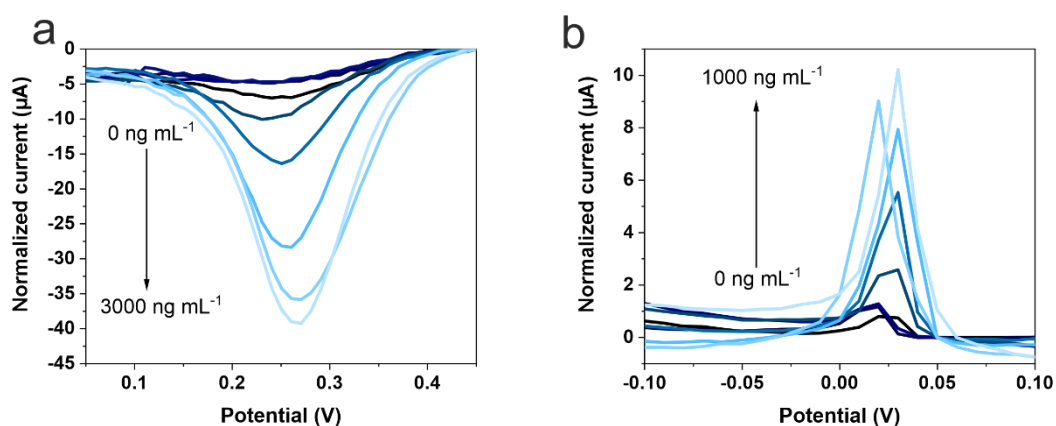 a
Normalized current (µA)
0
-5
-10
-15
-20
-25
-30
-35
-40
-45
0 ng mL⁻¹
3000 ng mL⁻¹
0.1 0.2 0.3 0.4
Potential (V)
b
Normalized current (µA)
10
8
6
4
2
0
1000 ng mL⁻¹
0 ng mL⁻¹
-0.10 -0.05 0.00 0.05 0.10
Potential (V)